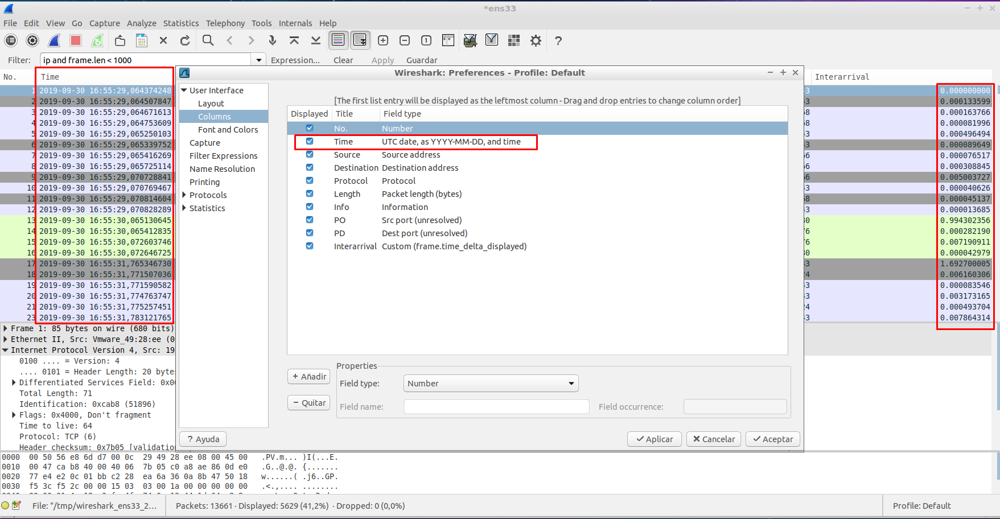 *ens33
File Edit View Go Capture Analyze Statistics Telephony Tools Internals Help
Filter: ip and frame.len < 1000 Expression... Clear Apply Guardar
No. Time Interarrival
1 2019-09-30 16:55:29,064374248 43 0.000000000
2 2019-09-30 16:55:29,064507847 43 0.000133599
3 2019-09-30 16:55:29,064671613 68 0.000163766
4 2019-09-30 16:55:29,064753609 68 0.000081996
5 2019-09-30 16:55:29,065250103 43 0.000496494
6 2019-09-30 16:55:29,065339752 43 0.000089649
7 2019-09-30 16:55:29,065416269 66 0.000076517
8 2019-09-30 16:55:29,065725114 66 0.000308845
9 2019-09-30 16:55:29,070728841 66 0.005003727
10 2019-09-30 16:55:29,070769467 43 0.000040626
11 2019-09-30 16:55:29,070814604 68 0.000045137
12 2019-09-30 16:55:29,070828289 43 0.000013685
13 2019-09-30 16:55:30,065130645 80 0.994302356
14 2019-09-30 16:55:30,065412835 76 0.000282190
15 2019-09-30 16:55:30,072603746 76 0.007190911
16 2019-09-30 16:55:30,072646725 80 0.000042979
17 2019-09-30 16:55:31,765346730 43 1.692700005
18 2019-09-30 16:55:31,771507036 24 0.006160306
19 2019-09-30 16:55:31,771590582 43 0.000083546
20 2019-09-30 16:55:31,774763747 43 0.003173165
21 2019-09-30 16:55:31,775257451 24 0.000493704
23 2019-09-30 16:55:31,783121765 43 0.007864314
Wireshark: Preferences - Profile: Default
User Interface
Layout
Columns
Font and Colors
Capture
Filter Expressions
Name Resolution
Printing
Protocols
Statistics
[The first list entry will be displayed as the leftmost column - Drag and drop entries to change column order]
Displayed Title Field type
No. Number
Time UTC date, as YYYY-MM-DD, and time
Source Source address
Destination Destination address
Protocol Protocol
Length Packet length (bytes)
Info Information
PO Src port (unresolved)
PD Dest port (unresolved)
Interarrival Custom (frame.time_delta_displayed)
+ Añadir
− Quitar
Properties
Field type: Number
Field name: Field occurrence:
? Ayuda Aplicar Cancelar Aceptar
Frame 1: 85 bytes on wire (680 bits)
Ethernet II, Src: Vmware_49:28:ee (0
Internet Protocol Version 4, Src: 19
0100 .... = Version: 4
.... 0101 = Header Length: 20 bytes
Differentiated Services Field: 0x00
Total Length: 71
Identification: 0xcab8 (51896)
Flags: 0x4000, Don't fragment
Time to live: 64
Protocol: TCP (6)
Header checksum: 0x7b05 [validation
0000 00 50 56 e8 6d d7 00 0c 29 49 28 ee 08 00 45 00 .PV.m... )I(...E.
0010 00 47 ca b8 40 00 40 06 7b 05 c0 a8 ae 86 0d e0 .G..@.@. {.......
0020 77 e4 e2 0c 01 bb c2 28 ea 6a 36 0a 8b 47 50 18 w......( .j6..GP.
0030 f5 3c f5 2c 00 00 15 03 03 00 1a 00 00 00 00 00 .<.,.... ........
File: "/tmp/wireshark_ens33_2... Packets: 13661 · Displayed: 5629 (41,2%) · Dropped: 0 (0,0%) Profile: Default